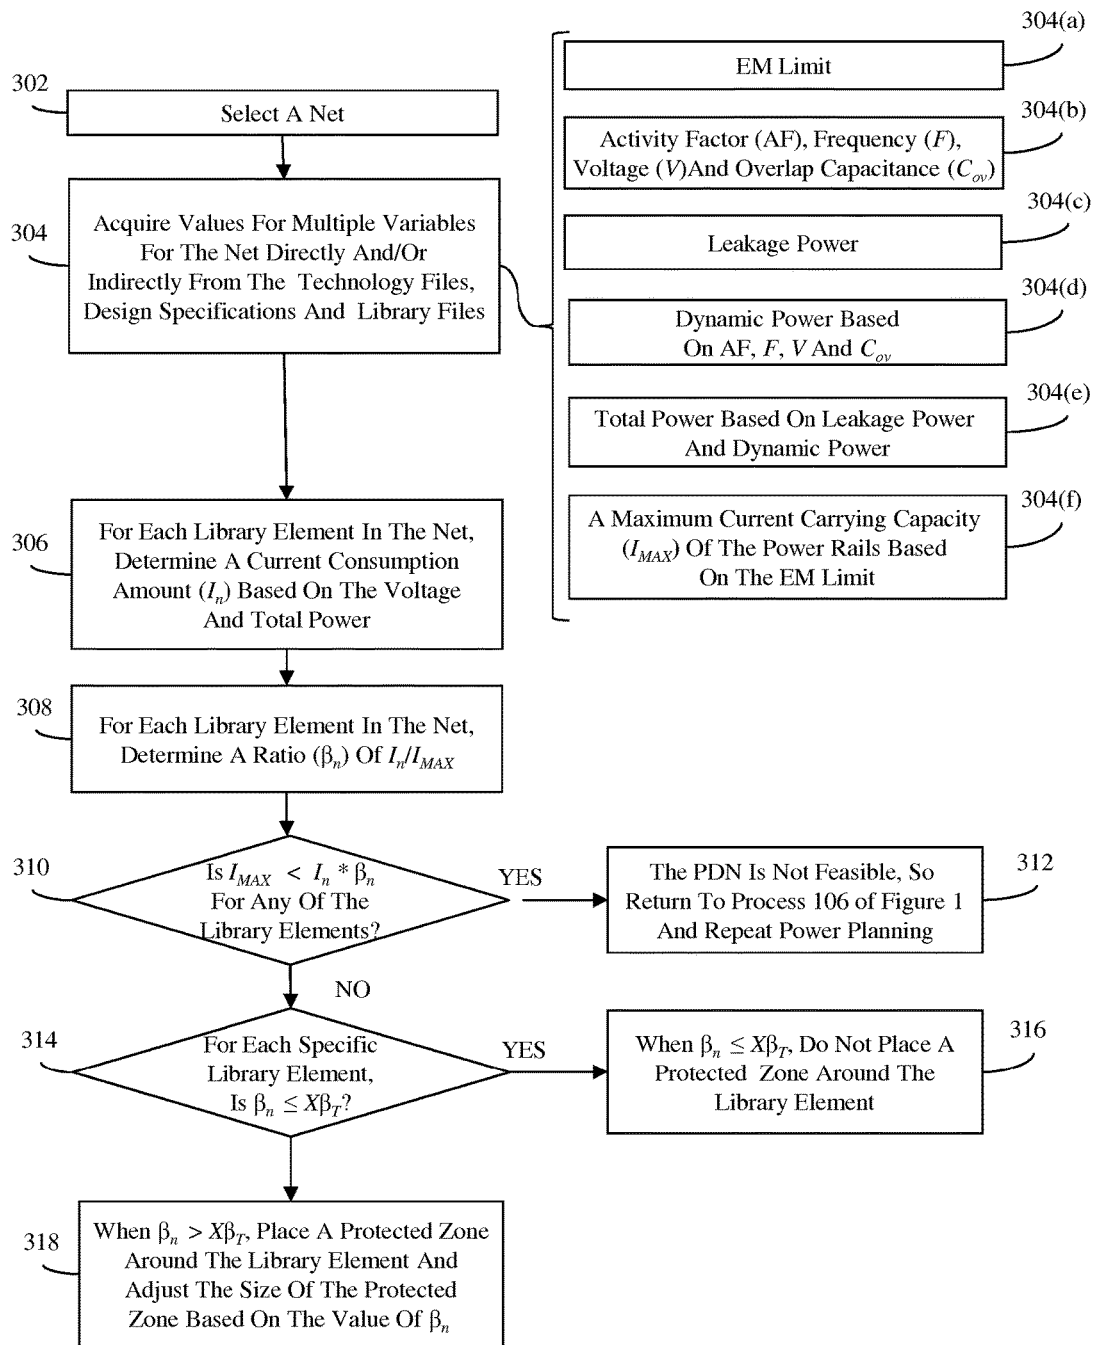 302
Select A Net
304
Acquire Values For Multiple Variables
For The Net Directly And/Or
Indirectly From The Technology Files,
Design Specifications And Library Files
304(a)
EM Limit
304(b)
Activity Factor (AF), Frequency (F),
Voltage (V)And Overlap Capacitance (Cov)
304(c)
Leakage Power
304(d)
Dynamic Power Based
On AF, F, V And Cov
304(e)
Total Power Based On Leakage Power
And Dynamic Power
304(f)
A Maximum Current Carrying Capacity
(IMAX) Of The Power Rails Based
On The EM Limit
306
For Each Library Element In The Net,
Determine A Current Consumption
Amount (In) Based On The Voltage
And Total Power
308
For Each Library Element In The Net,
Determine A Ratio (βn) Of In/IMAX
310
Is IMAX < In * βn
For Any Of The
Library Elements?
YES
312
The PDN Is Not Feasible, So
Return To Process 106 of Figure 1
And Repeat Power Planning
NO
314
For Each Specific
Library Element,
Is βn ≤ XβT?
YES
316
When βn ≤ XβT, Do Not Place A
Protected Zone Around The
Library Element
318
When βn > XβT, Place A Protected Zone
Around The Library Element And
Adjust The Size Of The Protected
Zone Based On The Value Of βn